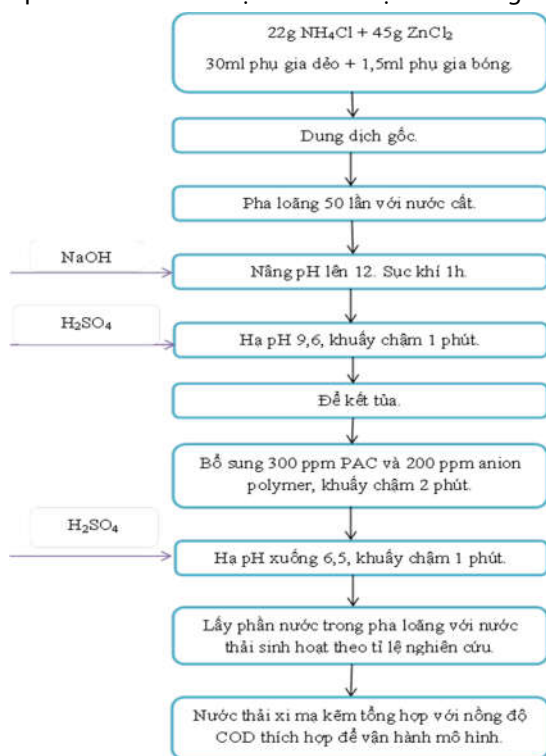 22g NH₄Cl + 45g ZnCl₂
30ml phụ gia dẻo + 1,5ml phụ gia bóng.
Dung dịch gốc.
Pha loãng 50 lần với nước cất.
NaOH
Nâng pH lên 12. Sục khí 1h.
H₂SO₄
Hạ pH 9,6, khuấy chậm 1 phút.
Để kết tủa.
Bổ sung 300 ppm PAC và 200 ppm anion
polymer, khuấy chậm 2 phút.
H₂SO₄
Hạ pH xuống 6,5, khuấy chậm 1 phút.
Lấy phần nước trong pha loãng với nước
thải sinh hoạt theo tỉ lệ nghiên cứu.
Nước thải xi mạ kẽm tổng hợp với nồng độ
COD thích hợp để vận hành mô hình.